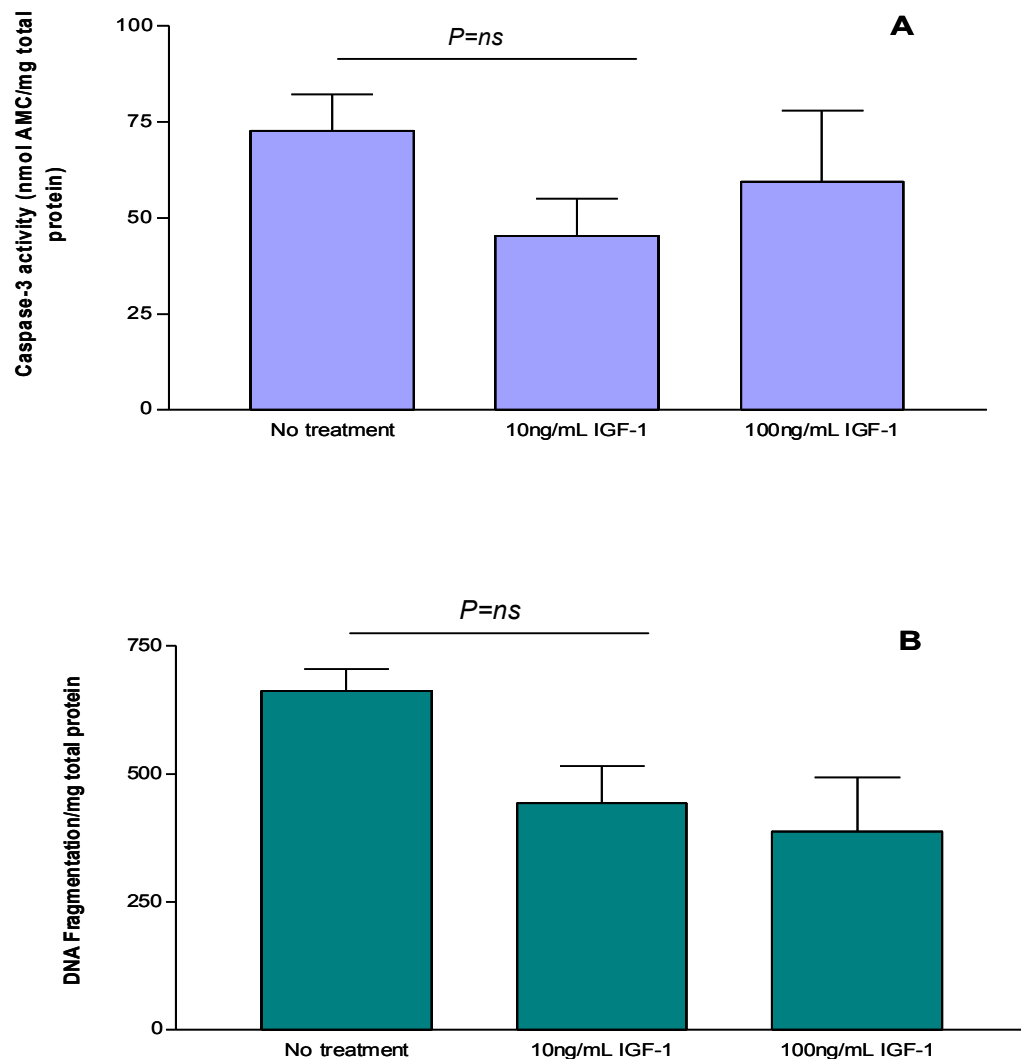 A
P=ns
Caspase-3 activity (nmol AMC/mg total
protein)
100
75
50
25
0
No treatment
10ng/mL IGF-1
100ng/mL IGF-1
B
P=ns
DNA Fragmentation/mg total protein
750
500
250
0
No treatment
10ng/mL IGF-1
100ng/mL IGF-1